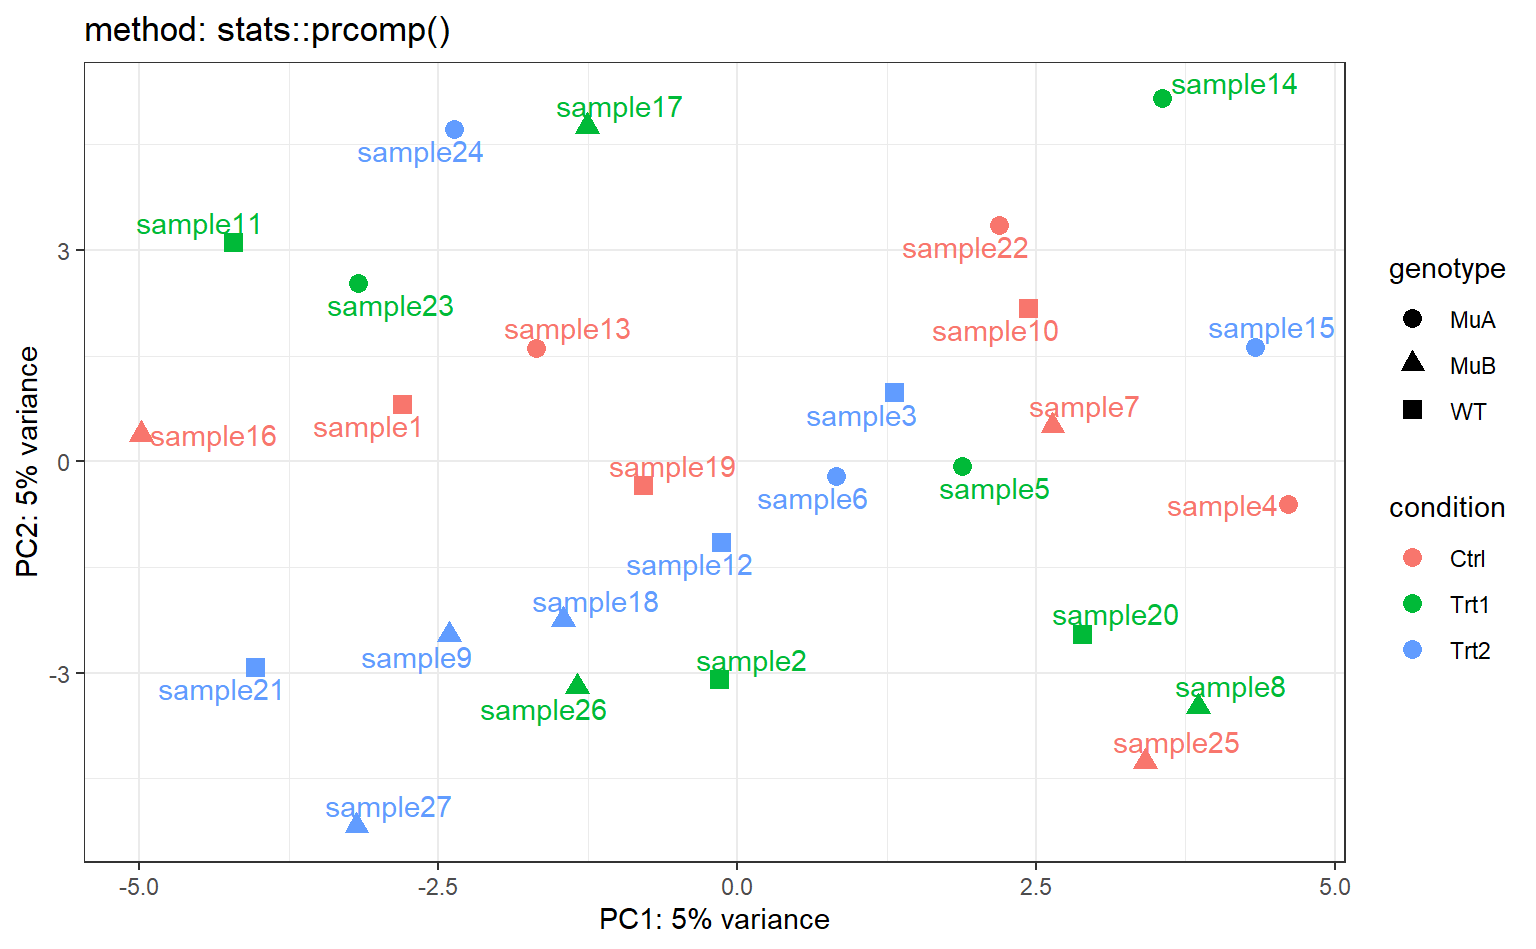 method: stats::prcomp()
sample14
sample17
sample24
sample11
sample22
sample23
sample13
sample10
sample15
sample1
sample3
sample7
sample16
sample19
sample6
sample5
sample4
sample12
sample18
sample20
sample9
sample2
sample21
sample26
sample8
sample25
sample27
3
0
-3
-5.0
-2.5
0.0
2.5
5.0
PC1: 5% variance
PC2: 5% variance
genotype
MuA
MuB
WT
condition
Ctrl
Trt1
Trt2